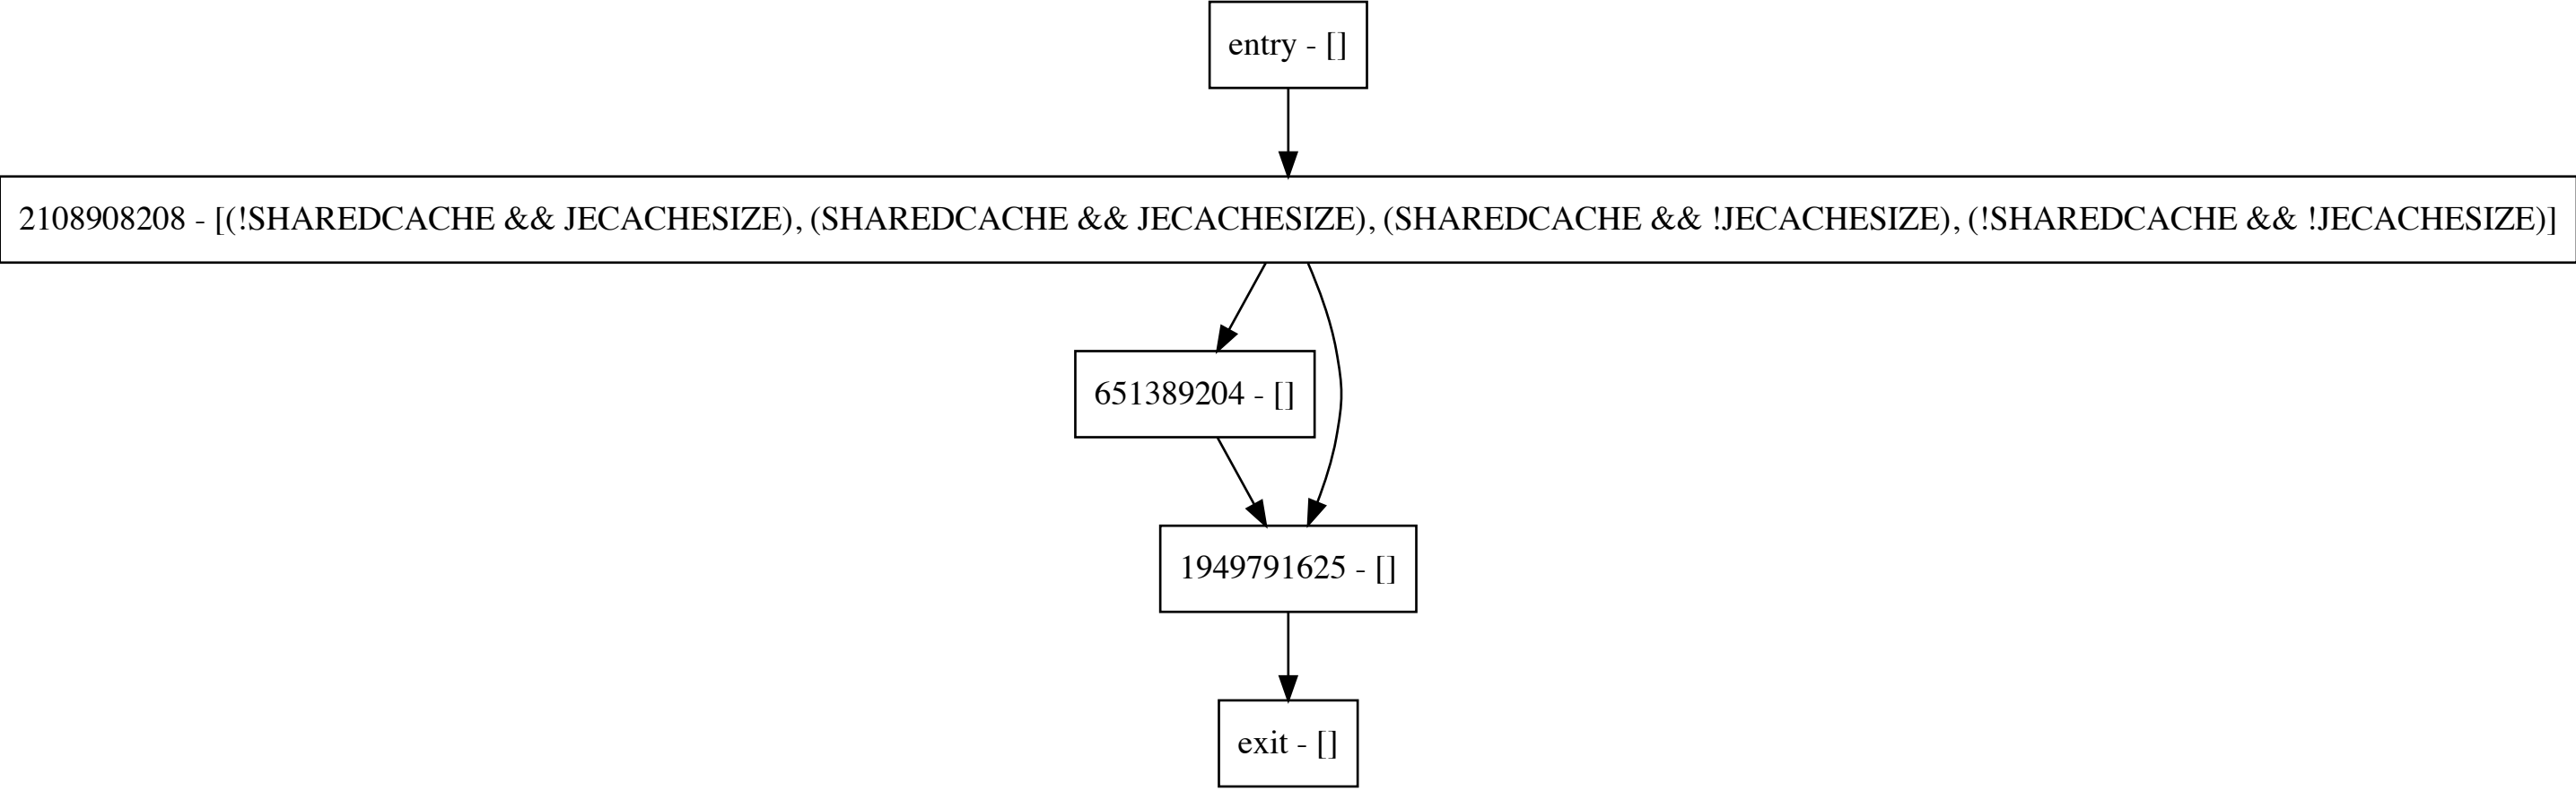 entry - []
2108908208 - [(!SHAREDCACHE && JECACHESIZE), (SHAREDCACHE && JECACHESIZE), (SHAREDCACHE && !JECACHESIZE), (!SHAREDCACHE && !JECACHESIZE)]
651389204 - []
1949791625 - []
exit - []